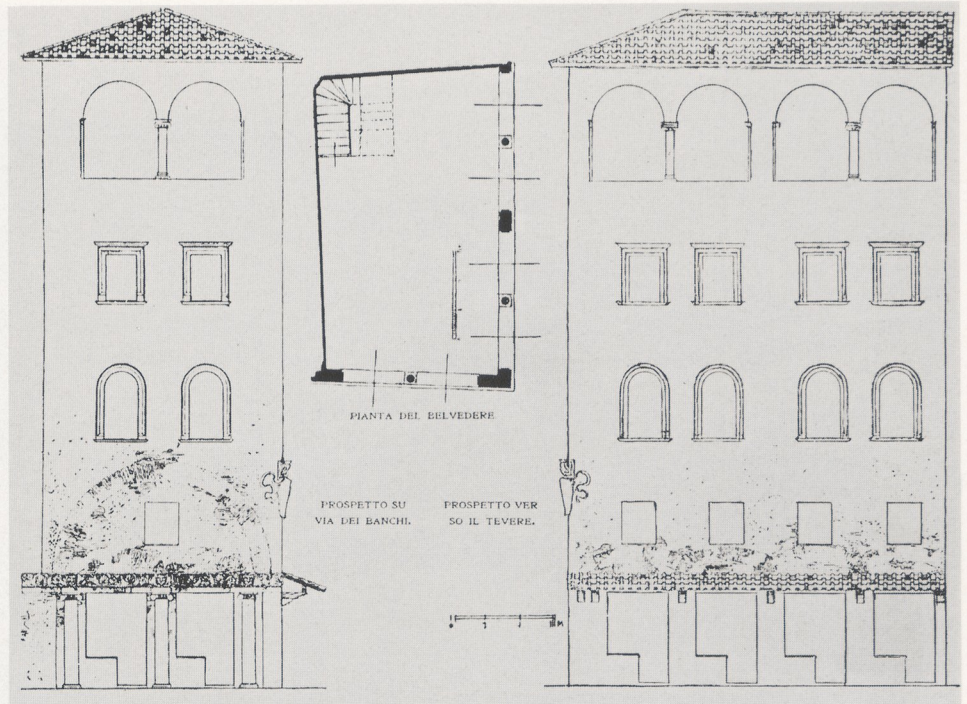 PIANTA DEL BELVEDERE
PROSPETTO SU
VIA DEI BANCHI.
PROSPETTO VER
SO IL TEVERE.